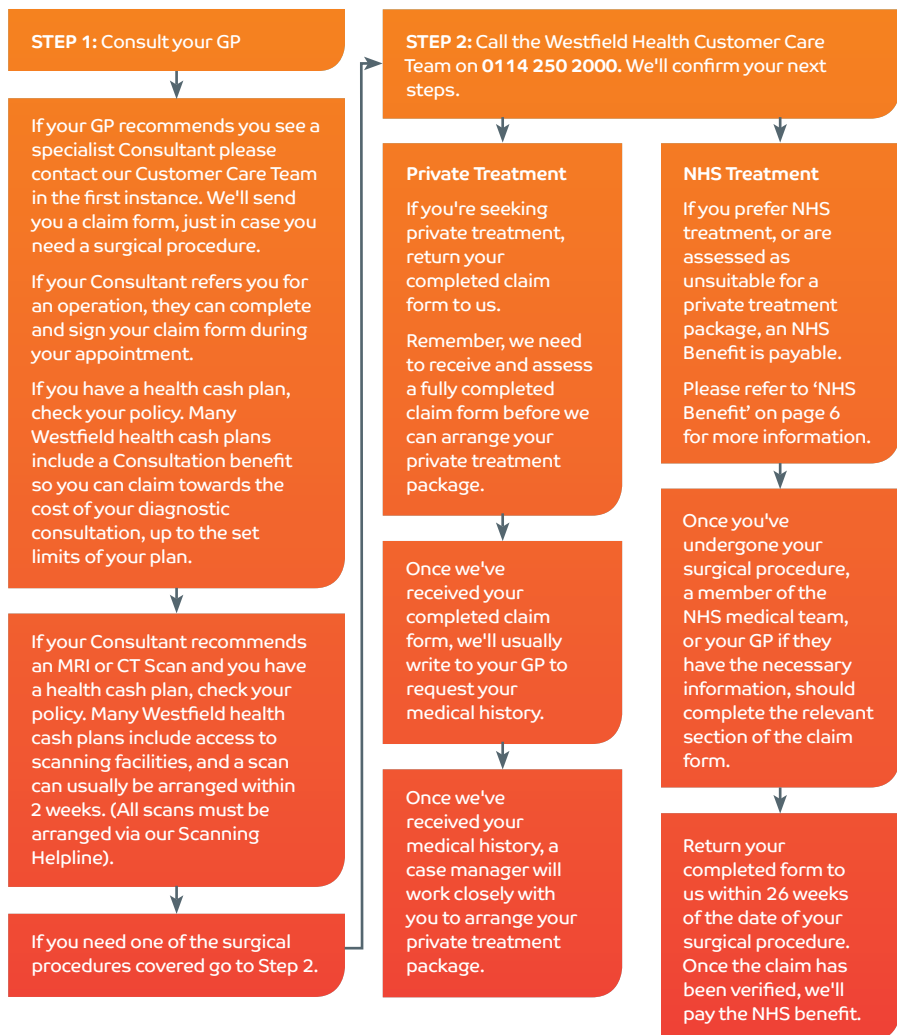 STEP 1: Consult your GP
If your GP recommends you see a
specialist Consultant please
contact our Customer Care Team
in the first instance. We'll send
you a claim form, just in case you
need a surgical procedure.
If your Consultant refers you for
an operation, they can complete
and sign your claim form during
your appointment.
If you have a health cash plan,
check your policy. Many
Westfield health cash plans
include a Consultation benefit
so you can claim towards the
cost of your diagnostic
consultation, up to the set
limits of your plan.
If your Consultant recommends
an MRI or CT Scan and you have
a health cash plan, check your
policy. Many Westfield health
cash plans include access to
scanning facilities, and a scan
can usually be arranged within
2 weeks. (All scans must be
arranged via our Scanning
Helpline).
If you need one of the surgical
procedures covered go to Step 2.
STEP 2: Call the Westfield Health Customer Care
Team on 0114 250 2000. We'll confirm your next
steps.
Private Treatment
If you're seeking
private treatment,
return your
completed claim
form to us.
Remember, we need
to receive and assess
a fully completed
claim form before we
can arrange your
private treatment
package.
Once we've
received your
completed claim
form, we'll usually
write to your GP to
request your
medical history.
Once we've
received your
medical history, a
case manager will
work closely with
you to arrange your
private treatment
package.
NHS Treatment
If you prefer NHS
treatment, or are
assessed as
unsuitable for a
private treatment
package, an NHS
Benefit is payable.
Please refer to ‘NHS
Benefit’ on page 6
for more information.
Once you've
undergone your
surgical procedure,
a member of the
NHS medical team,
or your GP if they
have the necessary
information, should
complete the relevant
section of the claim
form.
Return your
completed form to
us within 26 weeks
of the date of your
surgical procedure.
Once the claim has
been verified, we'll
pay the NHS benefit.